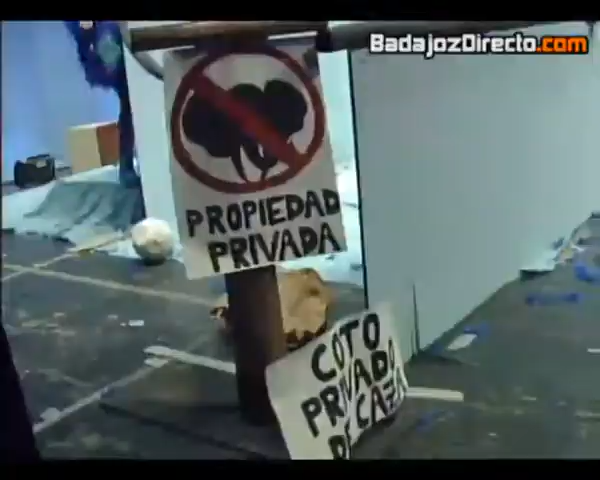 BadajozDirecto.com
PROPIEDAD
PRIVADA
COTO
PRIVADO
DE CAZA